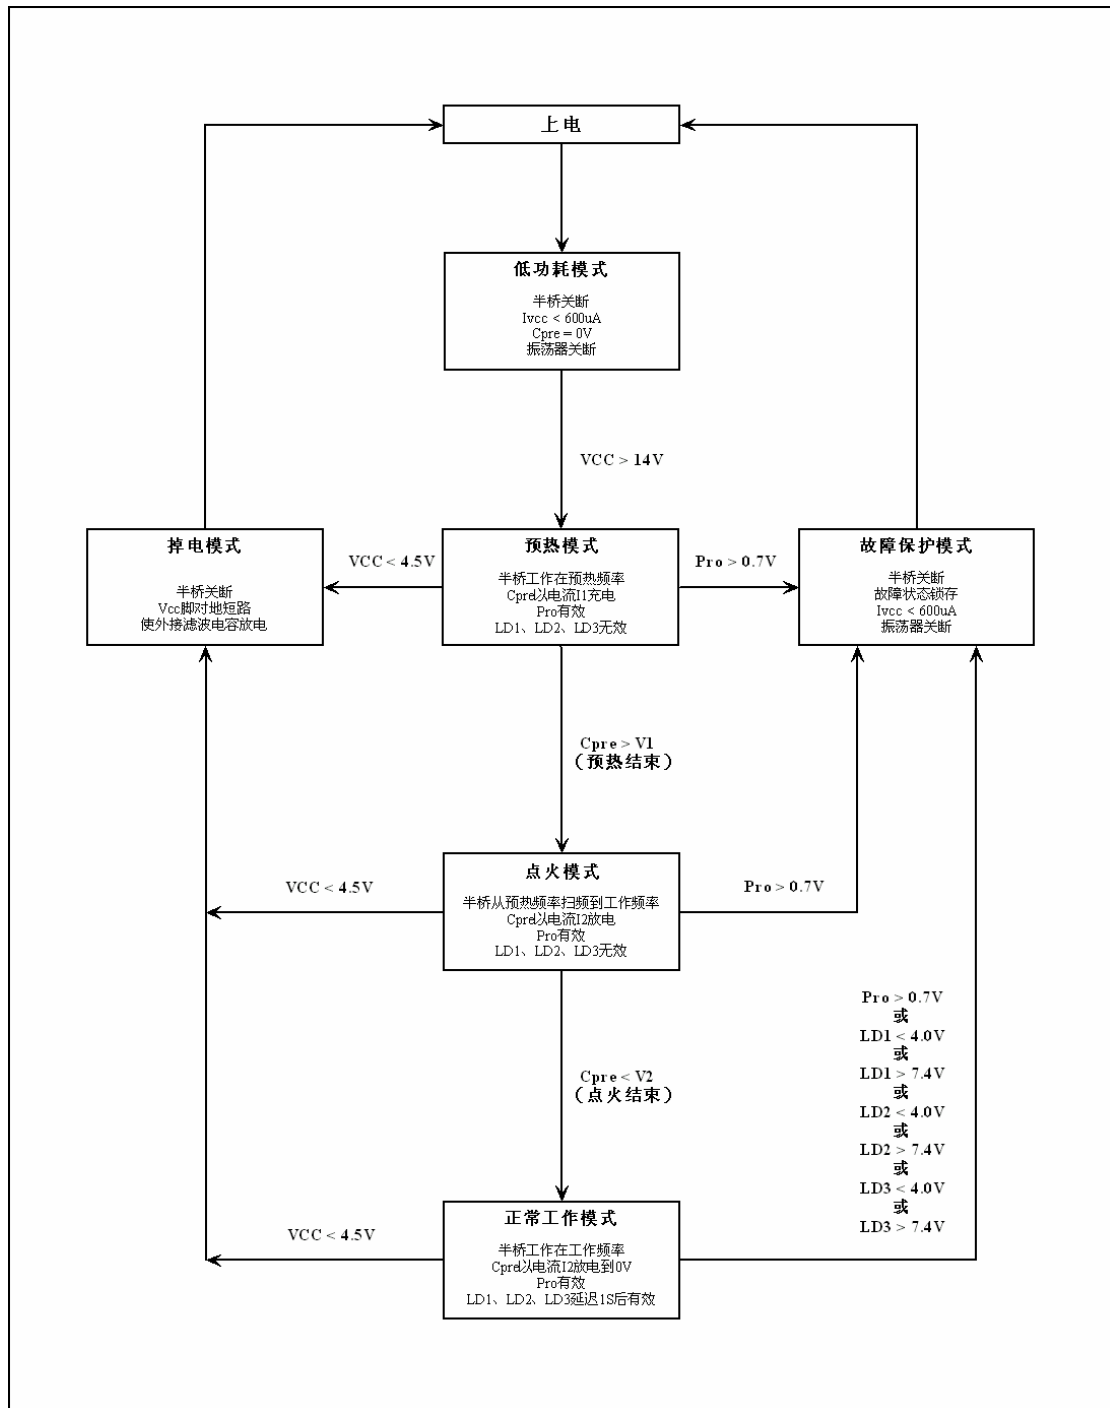 上电
低功耗模式
半桥关断
Ivcc < 600uA
Cpre = 0V
振荡器关断
VCC > 14V
掉电模式
半桥关断
Vcc脚对地短路
使外接滤波电容放电
VCC < 4.5V
预热模式
半桥工作在预热频率
Cpre以电流I1充电
Pro有效
LD1、LD2、LD3无效
Pro > 0.7V
故障保护模式
半桥关断
故障状态锁存
Ivcc < 600uA
振荡器关断
Cpre > V1
(预热结束)
VCC < 4.5V
点火模式
半桥从预热频率扫频到工作频率
Cpre以电流I2放电
Pro有效
LD1、LD2、LD3无效
Pro > 0.7V
Cpre < V2
(点火结束)
Pro > 0.7V
或
LD1 < 4.0V
或
LD1 > 7.4V
或
LD2 < 4.0V
或
LD2 > 7.4V
或
LD3 < 4.0V
或
LD3 > 7.4V
VCC < 4.5V
正常工作模式
半桥工作在工作频率
Cpre以电流I2放电到0V
Pro有效
LD1、LD2、LD3延迟1S后有效